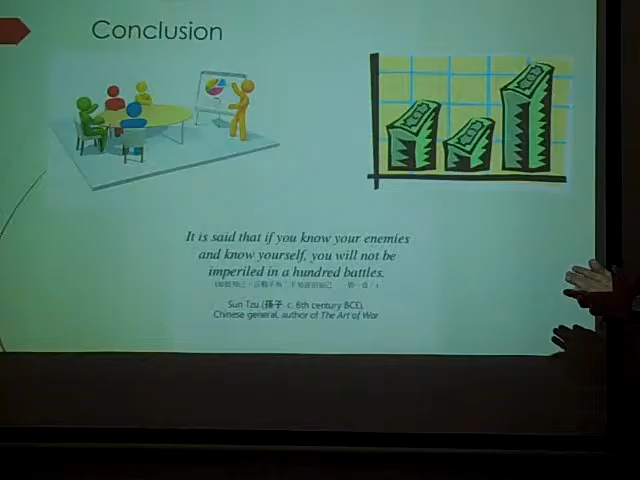 Conclusion
It is said that if you know your enemies
and know yourself, you will not be
imperiled in a hundred battles.
Sun Tzu (孫子 c. 6th century BCE),
Chinese general, author of The Art of War